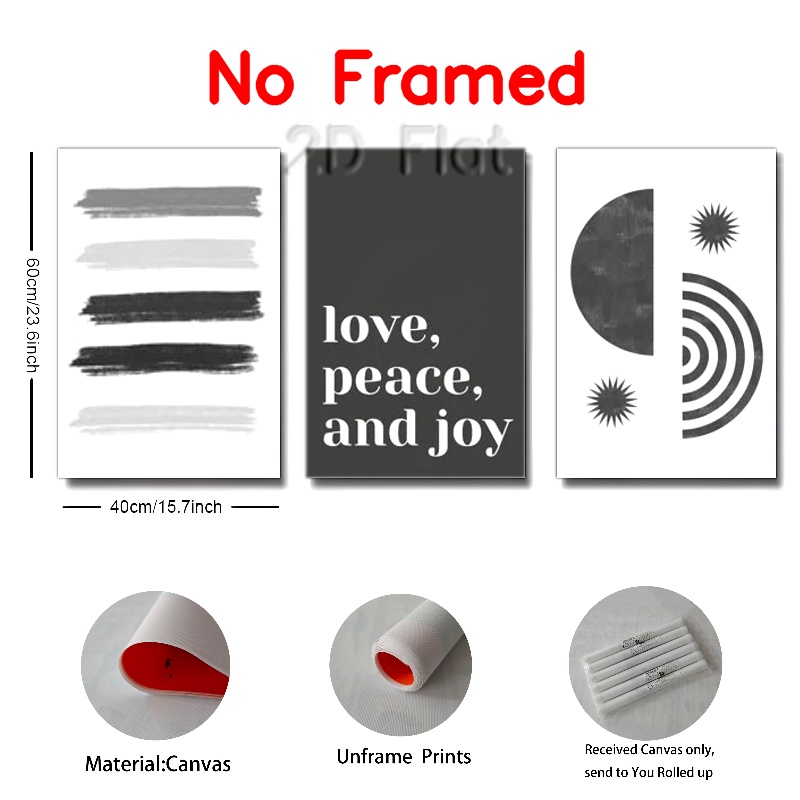 No Framed
2D Flat
60cm/23.6inch
love,
peace,
and joy
40cm/15.7inch
Material:Canvas
Unframe Prints
Received Canvas only,
send to You Rolled up